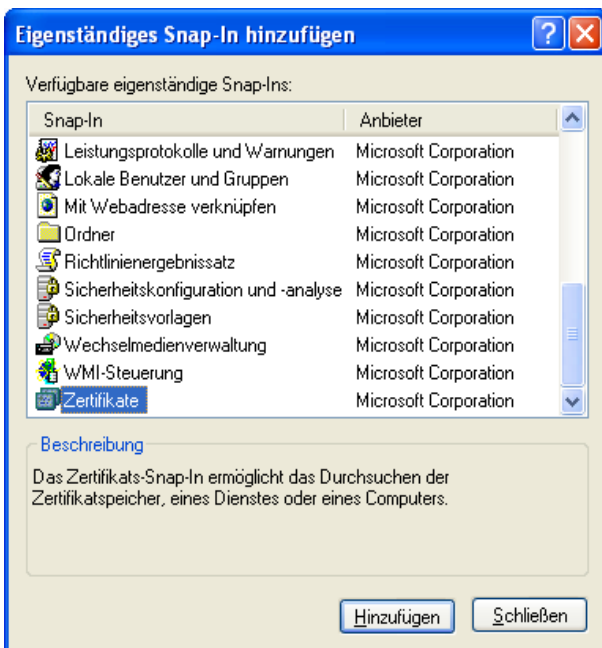 Eigenständiges Snap-In hinzufügen
Verfügbare eigenständige Snap-Ins:
Snap-In Anbieter
Leistungsprotokolle und Warnungen Microsoft Corporation
Lokale Benutzer und Gruppen Microsoft Corporation
Mit Webadresse verknüpfen Microsoft Corporation
Ordner Microsoft Corporation
Richtlinienergebnissatz Microsoft Corporation
Sicherheitskonfiguration und -analyse Microsoft Corporation
Sicherheitsvorlagen Microsoft Corporation
Wechselmedienverwaltung Microsoft Corporation
WMI-Steuerung Microsoft Corporation
Zertifikate Microsoft Corporation
Beschreibung
Das Zertifikats-Snap-In ermöglicht das Durchsuchen der
Zertifikatspeicher, eines Dienstes oder eines Computers.
Hinzufügen Schließen